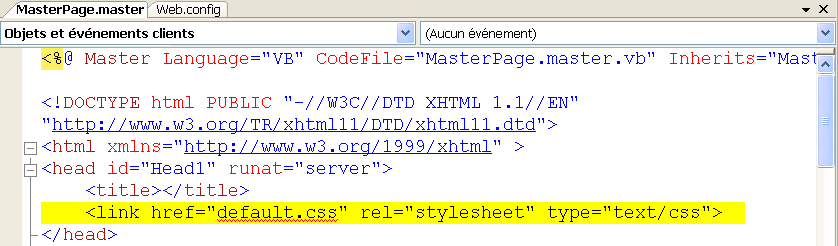 MasterPage.master Web.config
Objets et événements clients (Aucun événement)
<%@ Master Language="VB" CodeFile="MasterPage.master.vb" Inherits="Mast
<!DOCTYPE html PUBLIC "-//W3C//DTD XHTML 1.1//EN"
"http://www.w3.org/TR/xhtml11/DTD/xhtml11.dtd">
<html xmlns="http://www.w3.org/1999/xhtml" >
<head id="Head1" runat="server">
<title></title>
<link href="default.css" rel="stylesheet" type="text/css">
</head>